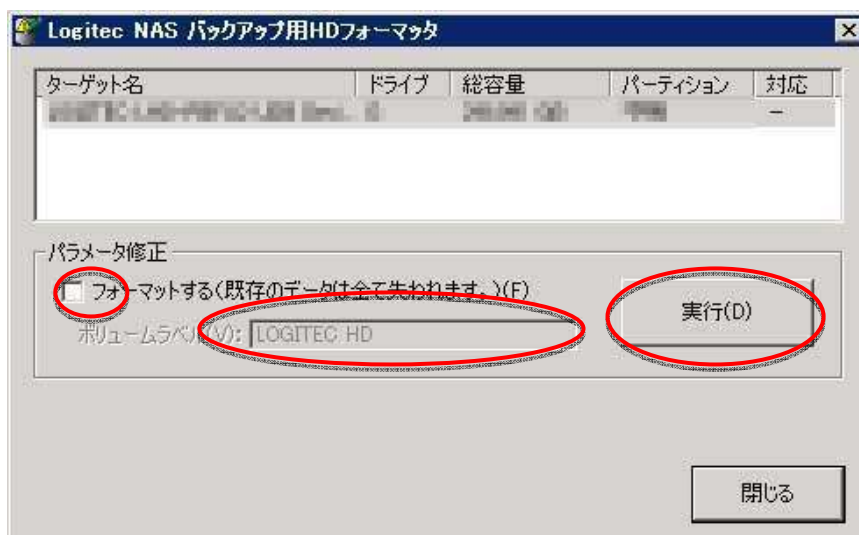 Logitec NAS バックアップ用HDフォーマッタ
ターゲット名 ドライブ 総容量 パーティション 対応
－
パラメータ修正
フォーマットする(既存のデータは全て失われます。)(F)
実行(D)
ボリュームラベル(V): LOGITEC HD
閉じる